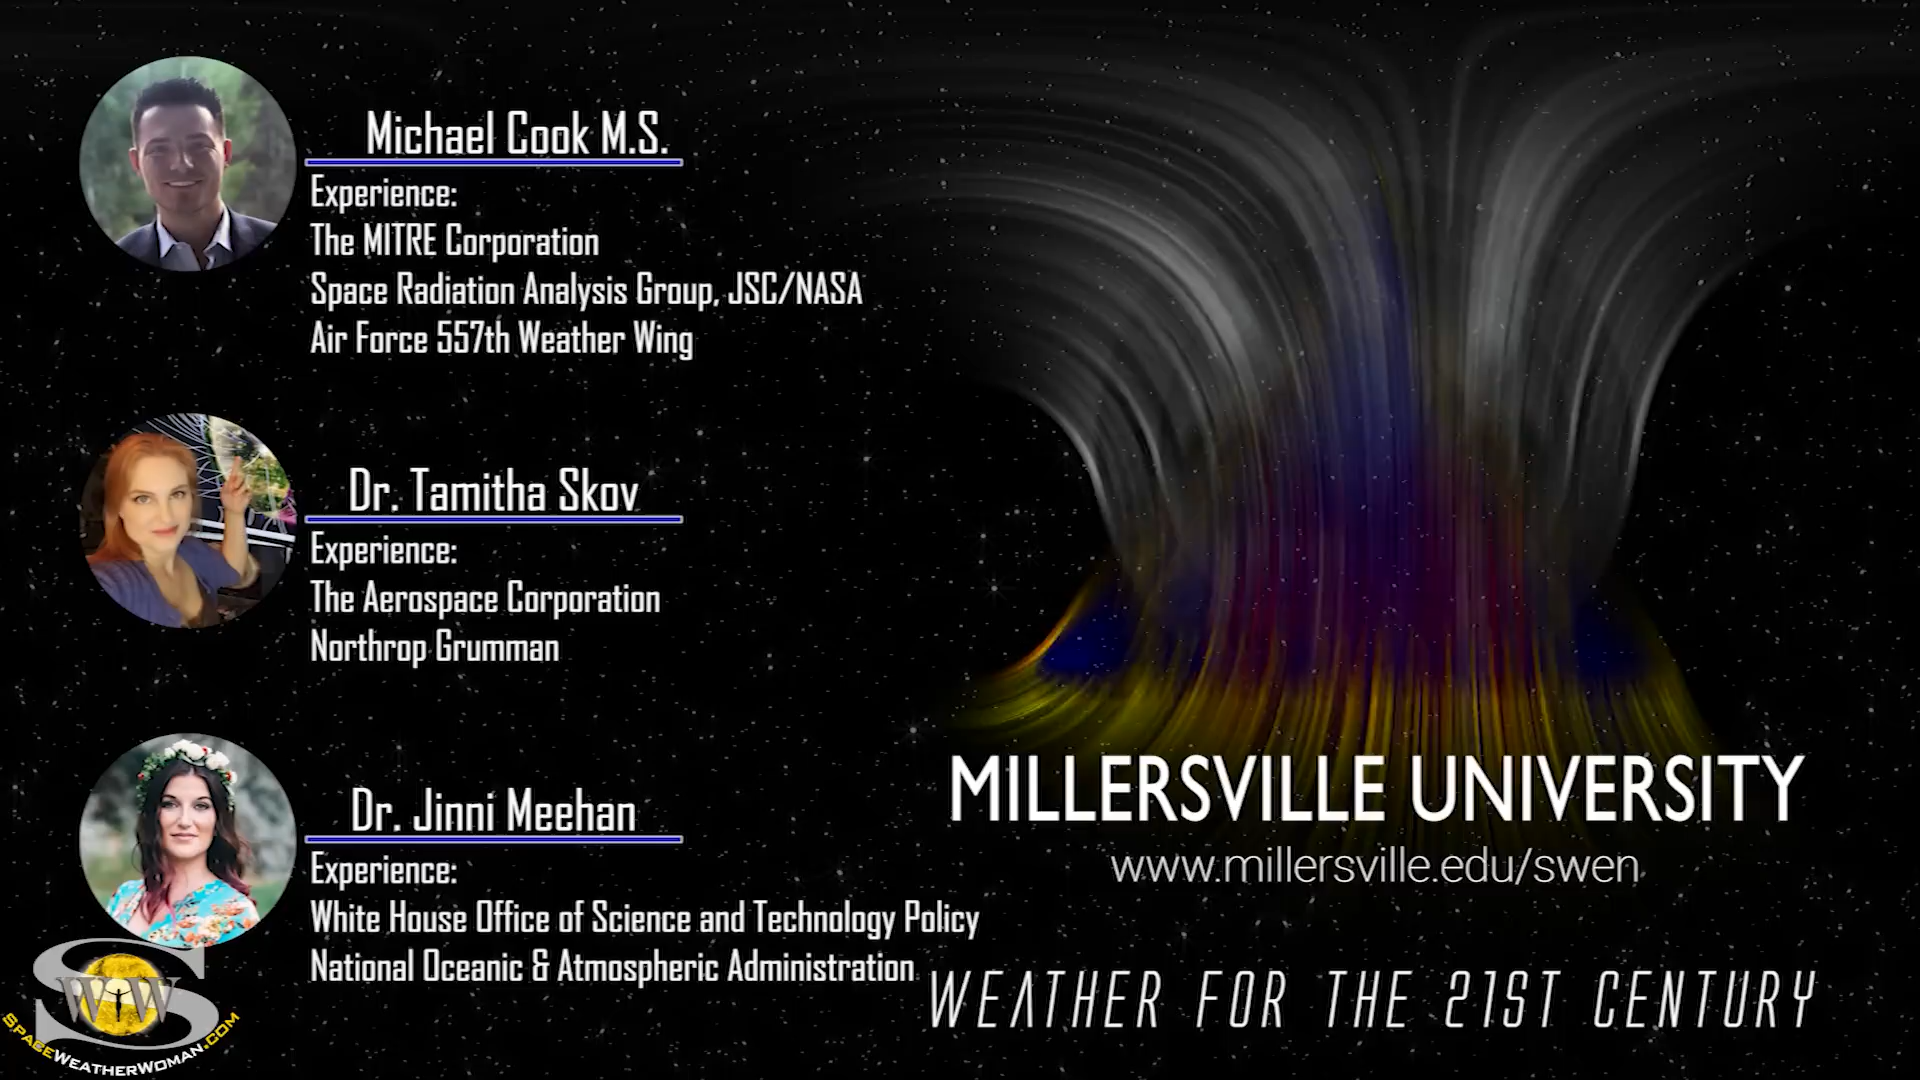 Michael Cook M.S.
Experience:
The MITRE Corporation
Space Radiation Analysis Group, JSC/NASA
Air Force 557th Weather Wing
Dr. Tamitha Skov
Experience:
The Aerospace Corporation
Northrop Grumman
Dr. Jinni Meehan
Experience:
White House Office of Science and Technology Policy
National Oceanic & Atmospheric Administration
MILLERSVILLE UNIVERSITY
www.millersville.edu/swen
WEATHER FOR THE 21ST CENTURY
S
WW
SPACEWEATHERWOMAN.COM